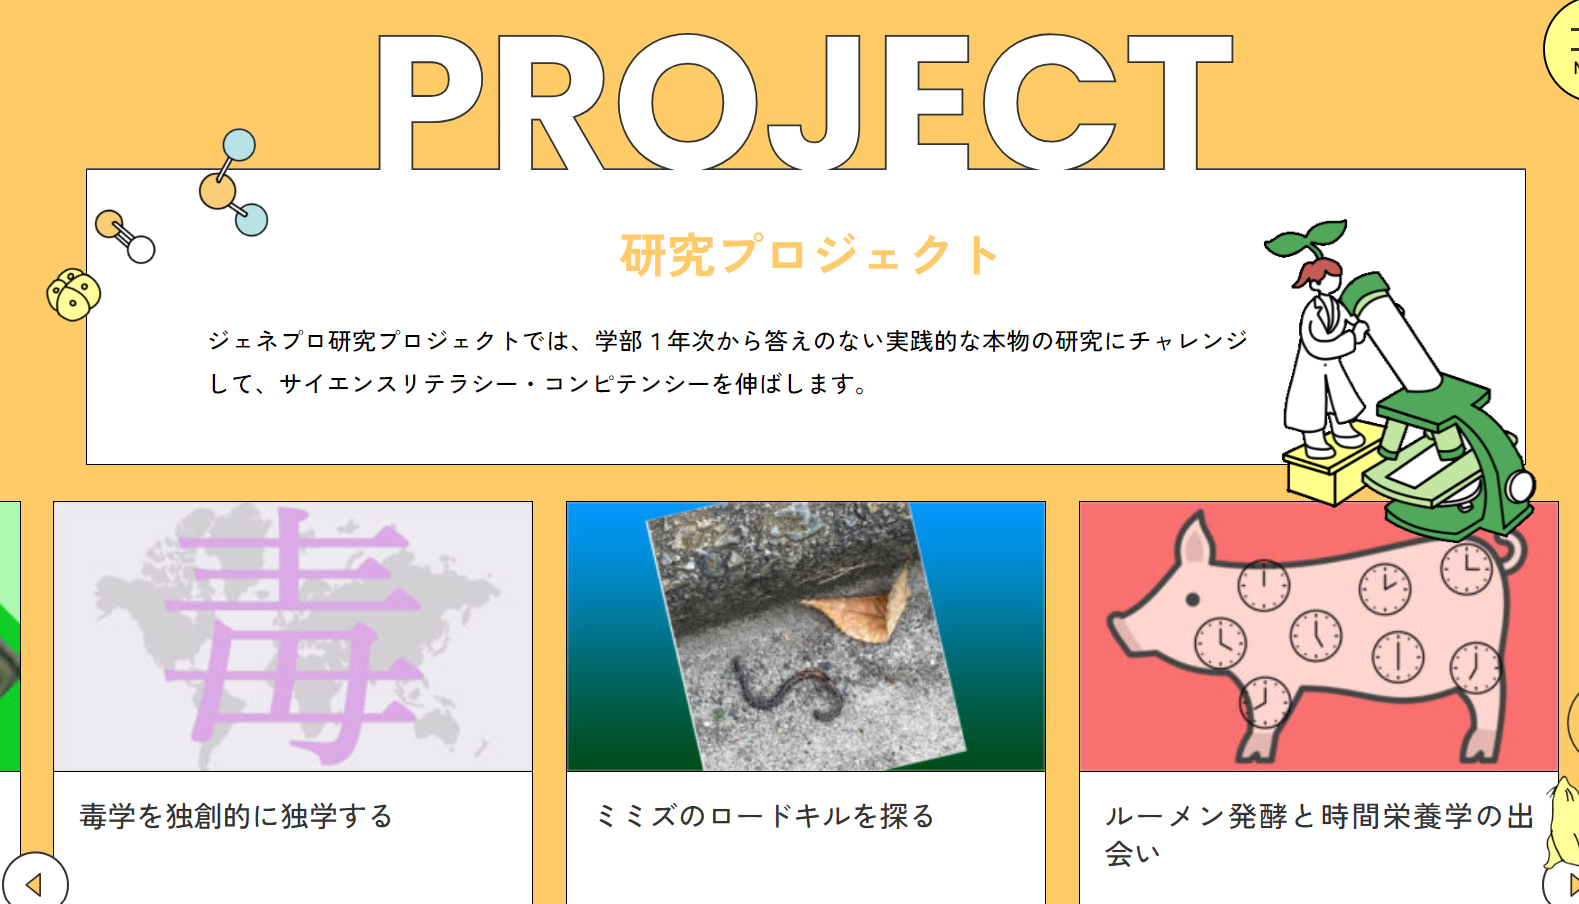 PROJECT
研究プロジェクト
ジェネプロ研究プロジェクトでは、学部１年次から答えのない実践的な本物の研究にチャレンジ
して、サイエンスリテラシー・コンピテンシーを伸ばします。
毒
毒学を独創的に独学する
ミミズのロードキルを探る
ルーメン発酵と時間栄養学の出
会い